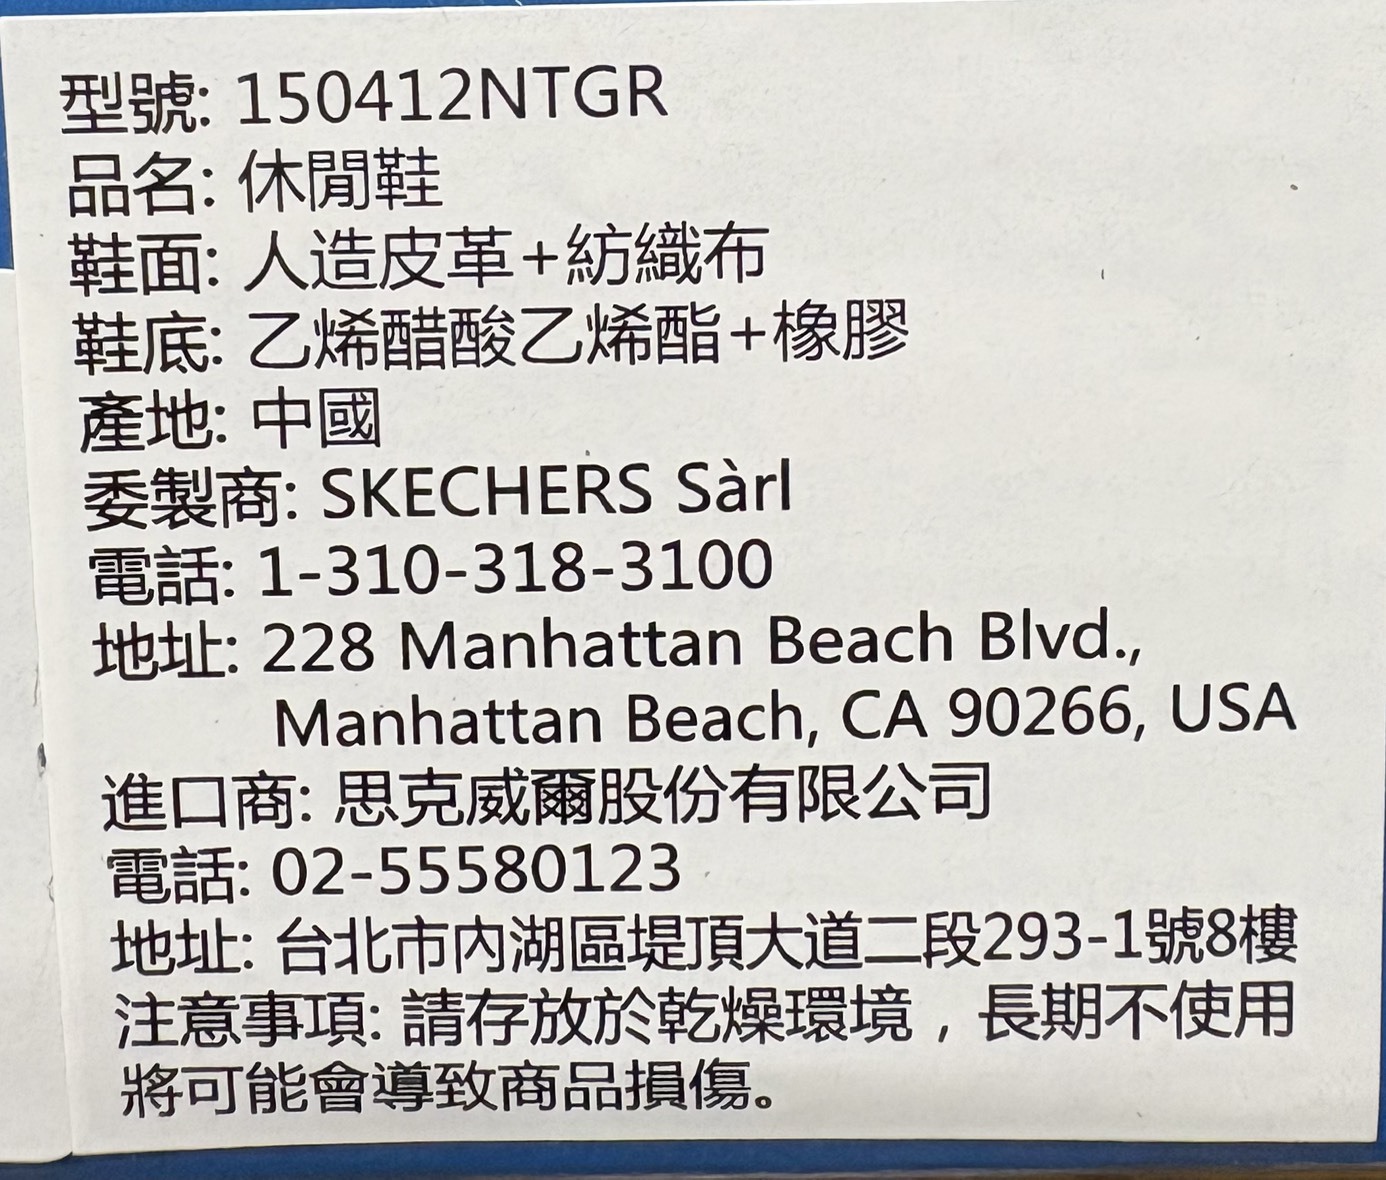 型號: 150412NTGR
品名: 休閒鞋
鞋面: 人造皮革+紡織布
鞋底: 乙烯醋酸乙烯酯+橡膠
產地: 中國
委製商: SKECHERS Sàrl
電話: 1-310-318-3100
地址: 228 Manhattan Beach Blvd.,
Manhattan Beach, CA 90266, USA
進口商: 思克威爾股份有限公司
電話: 02-55580123
地址: 台北市內湖區堤頂大道二段293-1號8樓
注意事項: 請存放於乾燥環境，長期不使用
將可能會導致商品損傷。